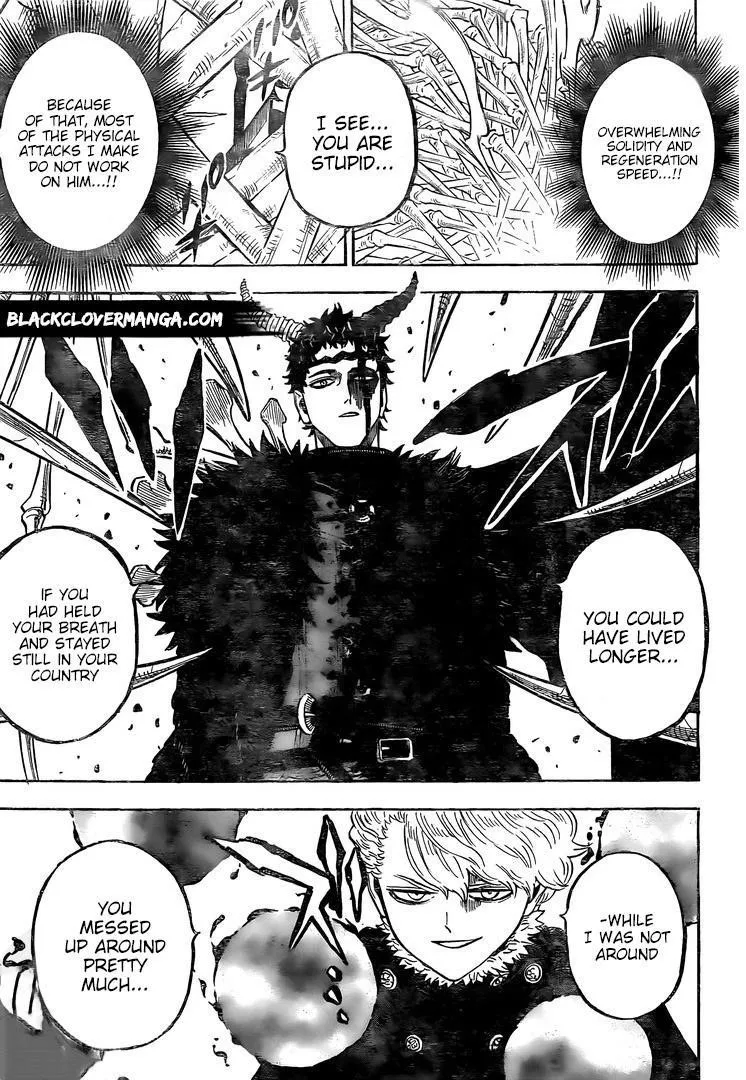 OVERWHELMING
SOLIDITY AND
REGENERATION
SPEED...!!
I SEE...
YOU ARE
STUPID...
BECAUSE
OF THAT, MOST
OF THE PHYSICAL
ATTACKS I MAKE
DO NOT WORK
ON HIM...!!
BLACKCLOVERMANGA.COM
YOU COULD
HAVE LIVED
LONGER...
IF YOU
HAD HELD
YOUR BREATH
AND STAYED
STILL IN YOUR
COUNTRY
-WHILE
I WAS NOT
AROUND
YOU
MESSED
UP AROUND
PRETTY
MUCH...